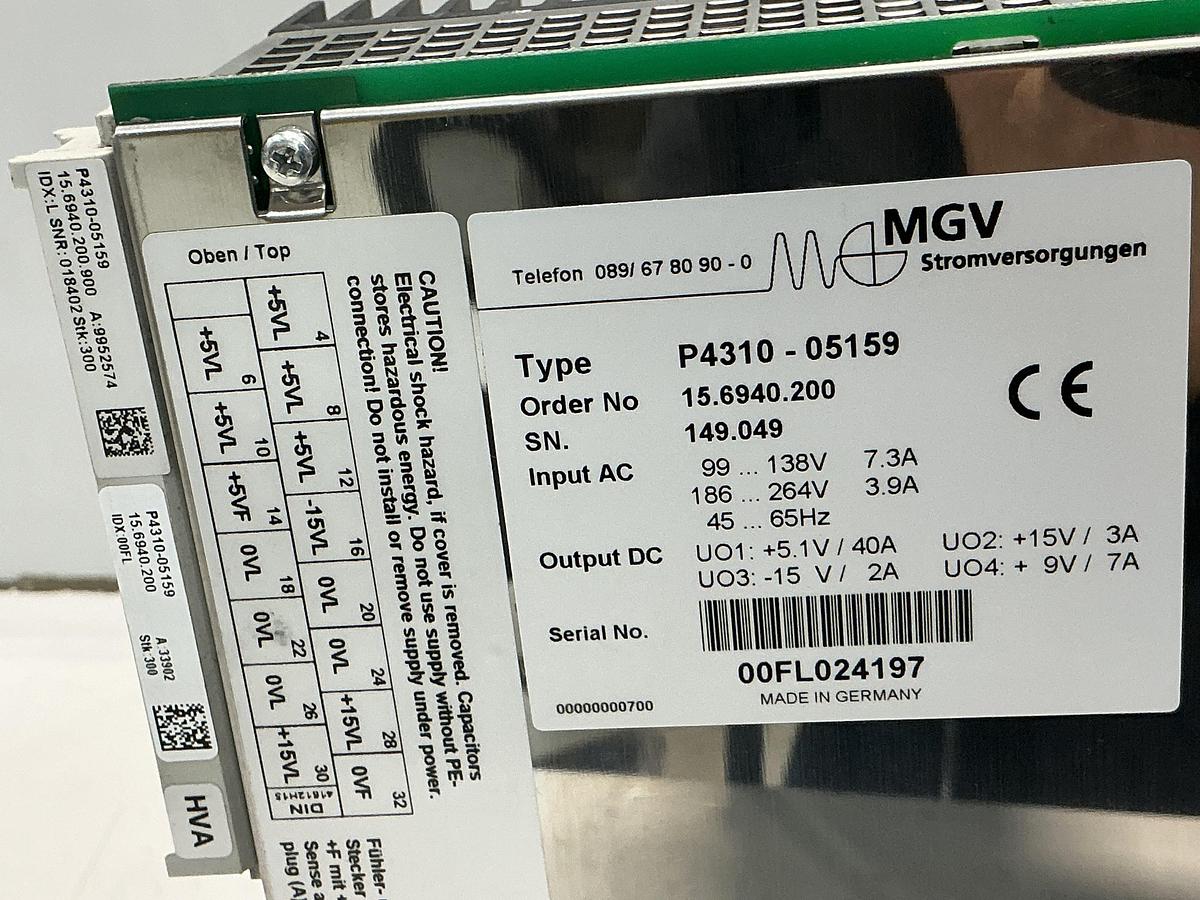 P4310-05159
15.6940.200.900 A:9952574
IDX:L SNR:018402 Stk:300
P4310-05159
15.6940.200 A:33902
IDX:00FL Stk:300
HVA
Oben / Top
4 8 12 16 20 24 28 32
+5VL +5VL +5VL -15VL 0VL 0VL +15VL 0VF
6 10 14 18 22 26 30
+5VL +5VL +5VF 0VL 0VL 0VL +15VL
DIN
41612H15
CAUTION!
Electrical shock hazard, if cover is removed. Capacitors
stores hazardous energy. Do not use supply without PE-
connection! Do not install or remove supply under power.
Fühler-
Stecker
+F mit +
Sense a
plug (A
Telefon 089/ 67 80 90 - 0
MGV
Stromversorgungen
Type P4310 - 05159
Order No 15.6940.200
SN. 149.049
Input AC 99 ... 138V 7.3A
186 ... 264V 3.9A
45 ... 65Hz
Output DC UO1: +5.1V / 40A UO2: +15V / 3A
UO3: -15 V / 2A UO4: + 9V / 7A
CE
Serial No.
00FL024197
00000000700 MADE IN GERMANY